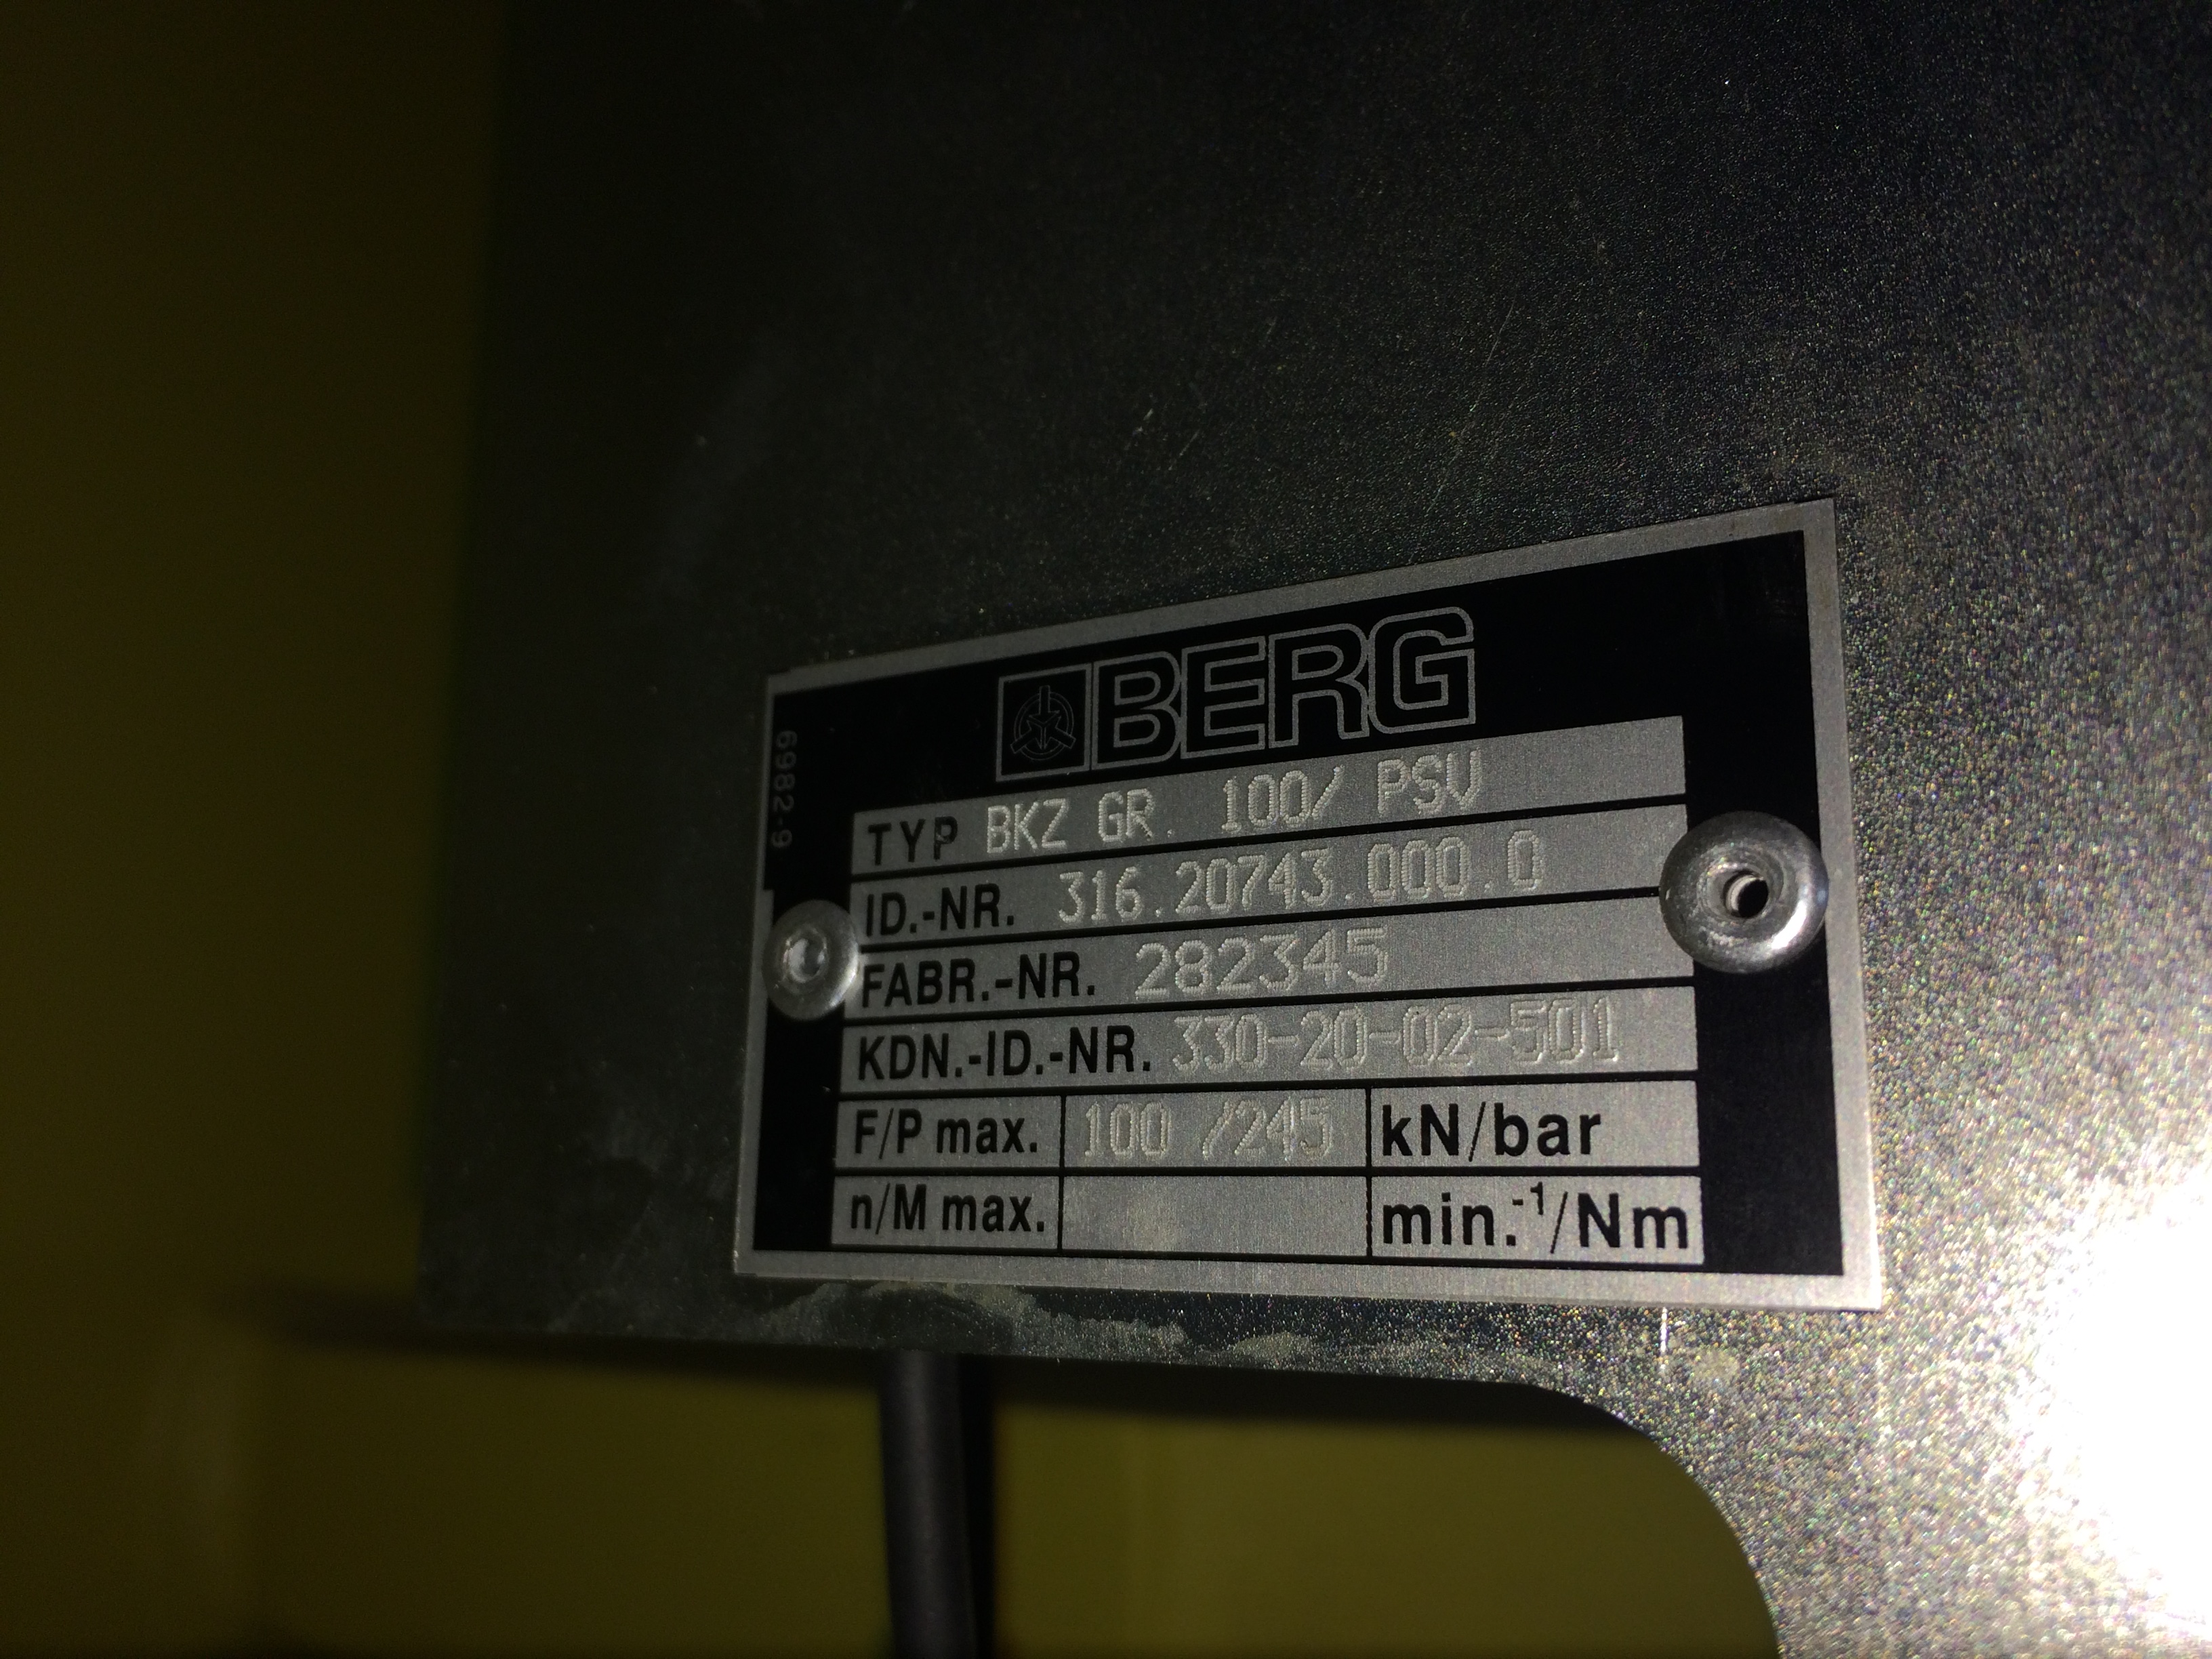 BERG
6982-9
TYP BKZ GR. 100/ PSV
ID.-NR. 316.20743.000.0
FABR.-NR. 282345
KDN.-ID.-NR. 330-20-02-501
F/P max. 100 /245 kN/bar
n/M max. min.⁻¹/Nm